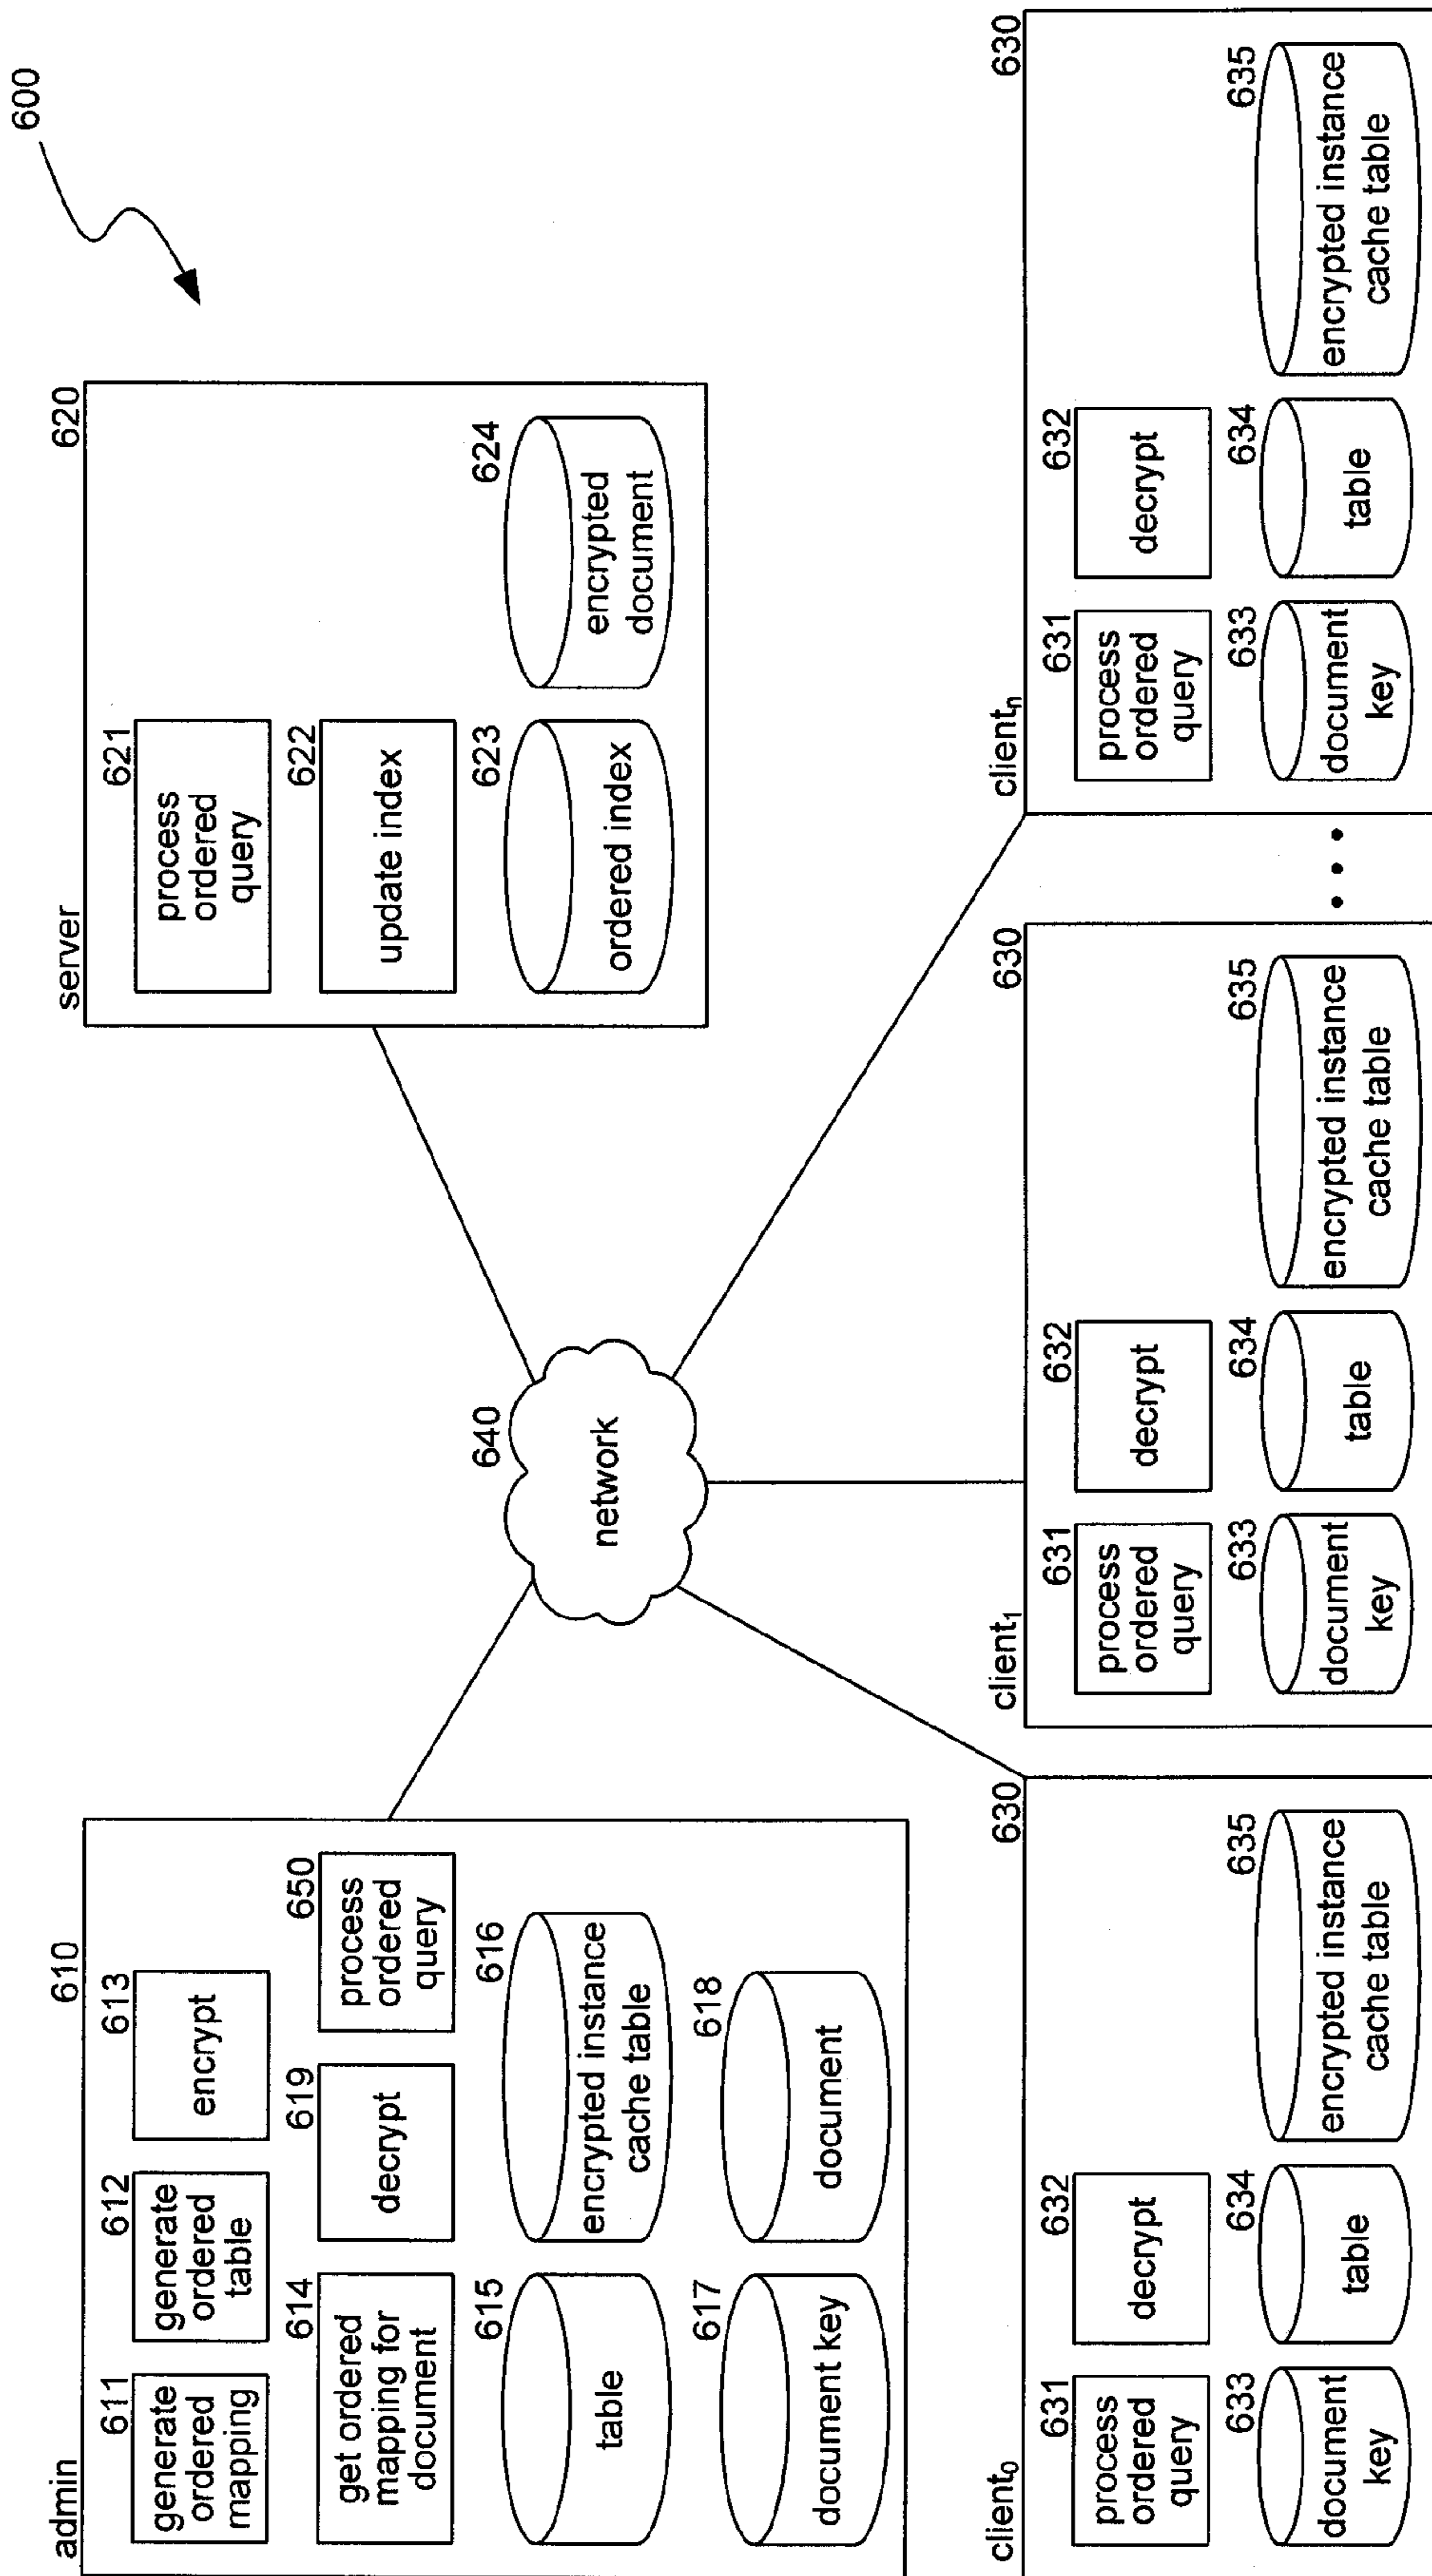 600
admin
610
611
generate
ordered
mapping
612
generate
ordered
table
613
encrypt
614
get ordered
mapping for
document
619
decrypt
650
process
ordered
query
615
table
616
encrypted instance
cache table
617
document key
618
document
server
620
621
process
ordered
query
622
update index
623
ordered index
624
encrypted
document
640
network
client₀
630
631
process
ordered
query
632
decrypt
633
document
key
634
table
635
encrypted instance
cache table
client₁
630
631
process
ordered
query
632
decrypt
633
document
key
634
table
635
encrypted instance
cache table
• • •
clientₙ
630
631
process
ordered
query
632
decrypt
633
document
key
634
table
635
encrypted instance
cache table